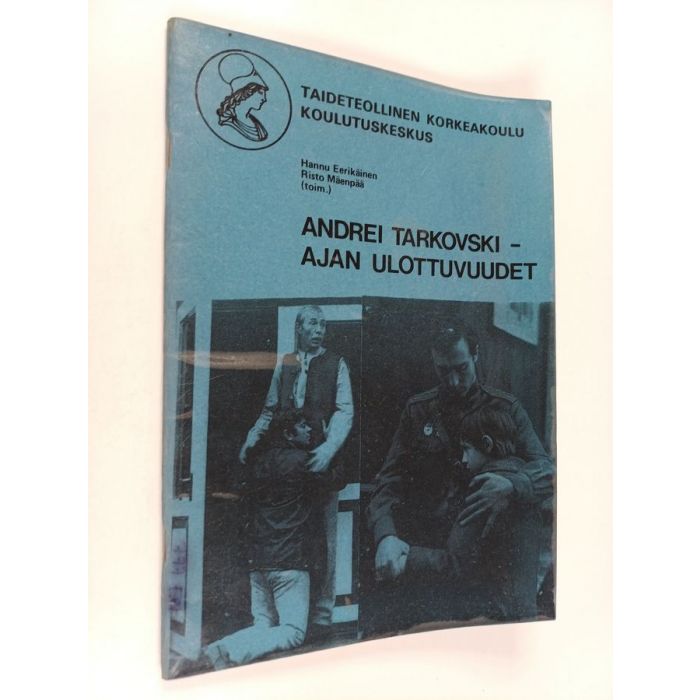 TAIDETEOLLINEN KORKEAKOULU
KOULUTUSKESKUS
Hannu Eerikäinen
Risto Mäenpää
(toim.)
ANDREI TARKOVSKI –
AJAN ULOTTUVUUDET